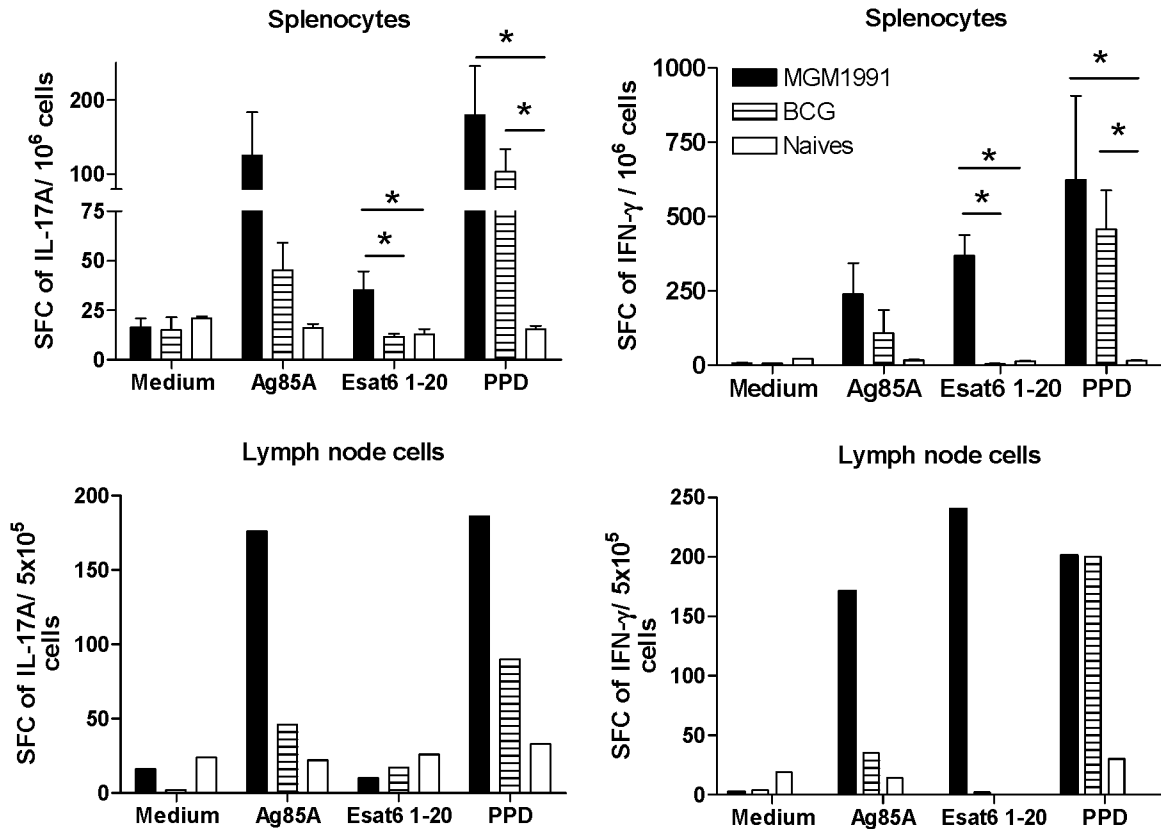 Splenocytes
SFC of IL-17A/ 10⁶ cells
200
100
75
50
25
0
* *
* *
Medium Ag85A Esat6 1-20 PPD
Splenocytes
SFC of IFN-γ / 10⁶ cells
1000
750
500
250
0
MGM1991
BCG
Naives
* *
* *
Medium Ag85A Esat6 1-20 PPD
Lymph node cells
SFC of IL-17A/ 5x10⁵
cells
200
150
100
50
0
Medium Ag85A Esat6 1-20 PPD
Lymph node cells
SFC of IFN-γ/ 5x10⁵
cells
250
200
150
100
50
0
Medium Ag85A Esat6 1-20 PPD